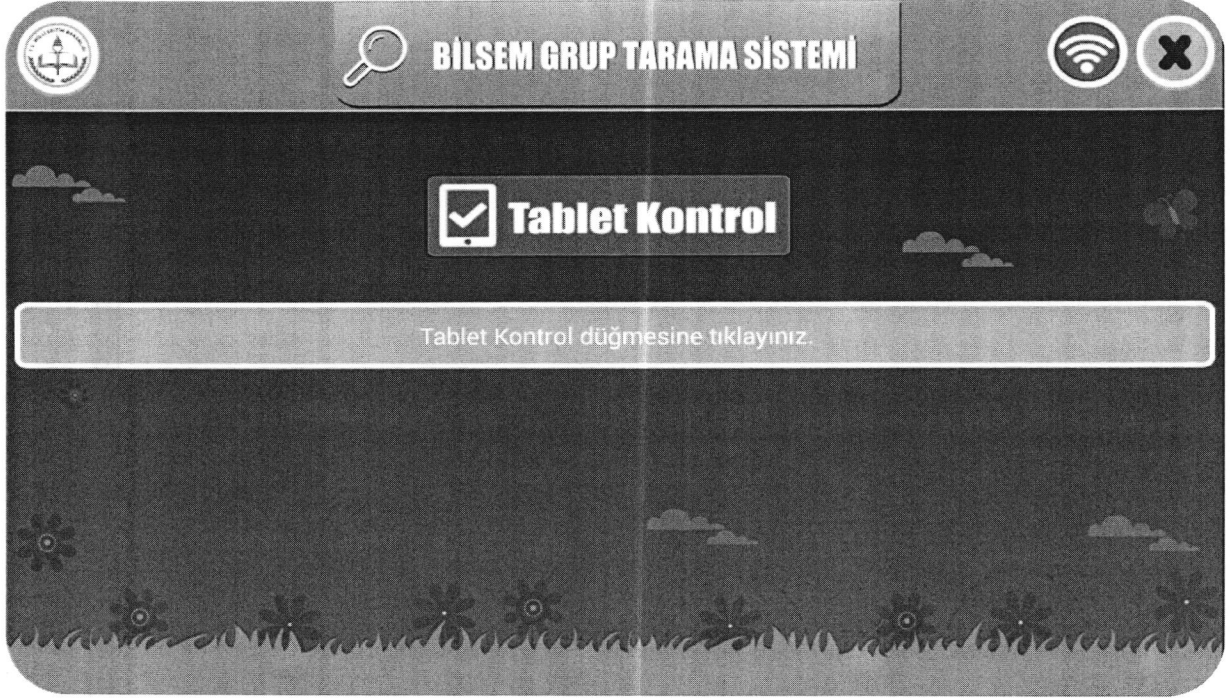 BİLSEM GRUP TARAMA SİSTEMİ
Tablet Kontrol
Tablet Kontrol düğmesine tıklayınız.